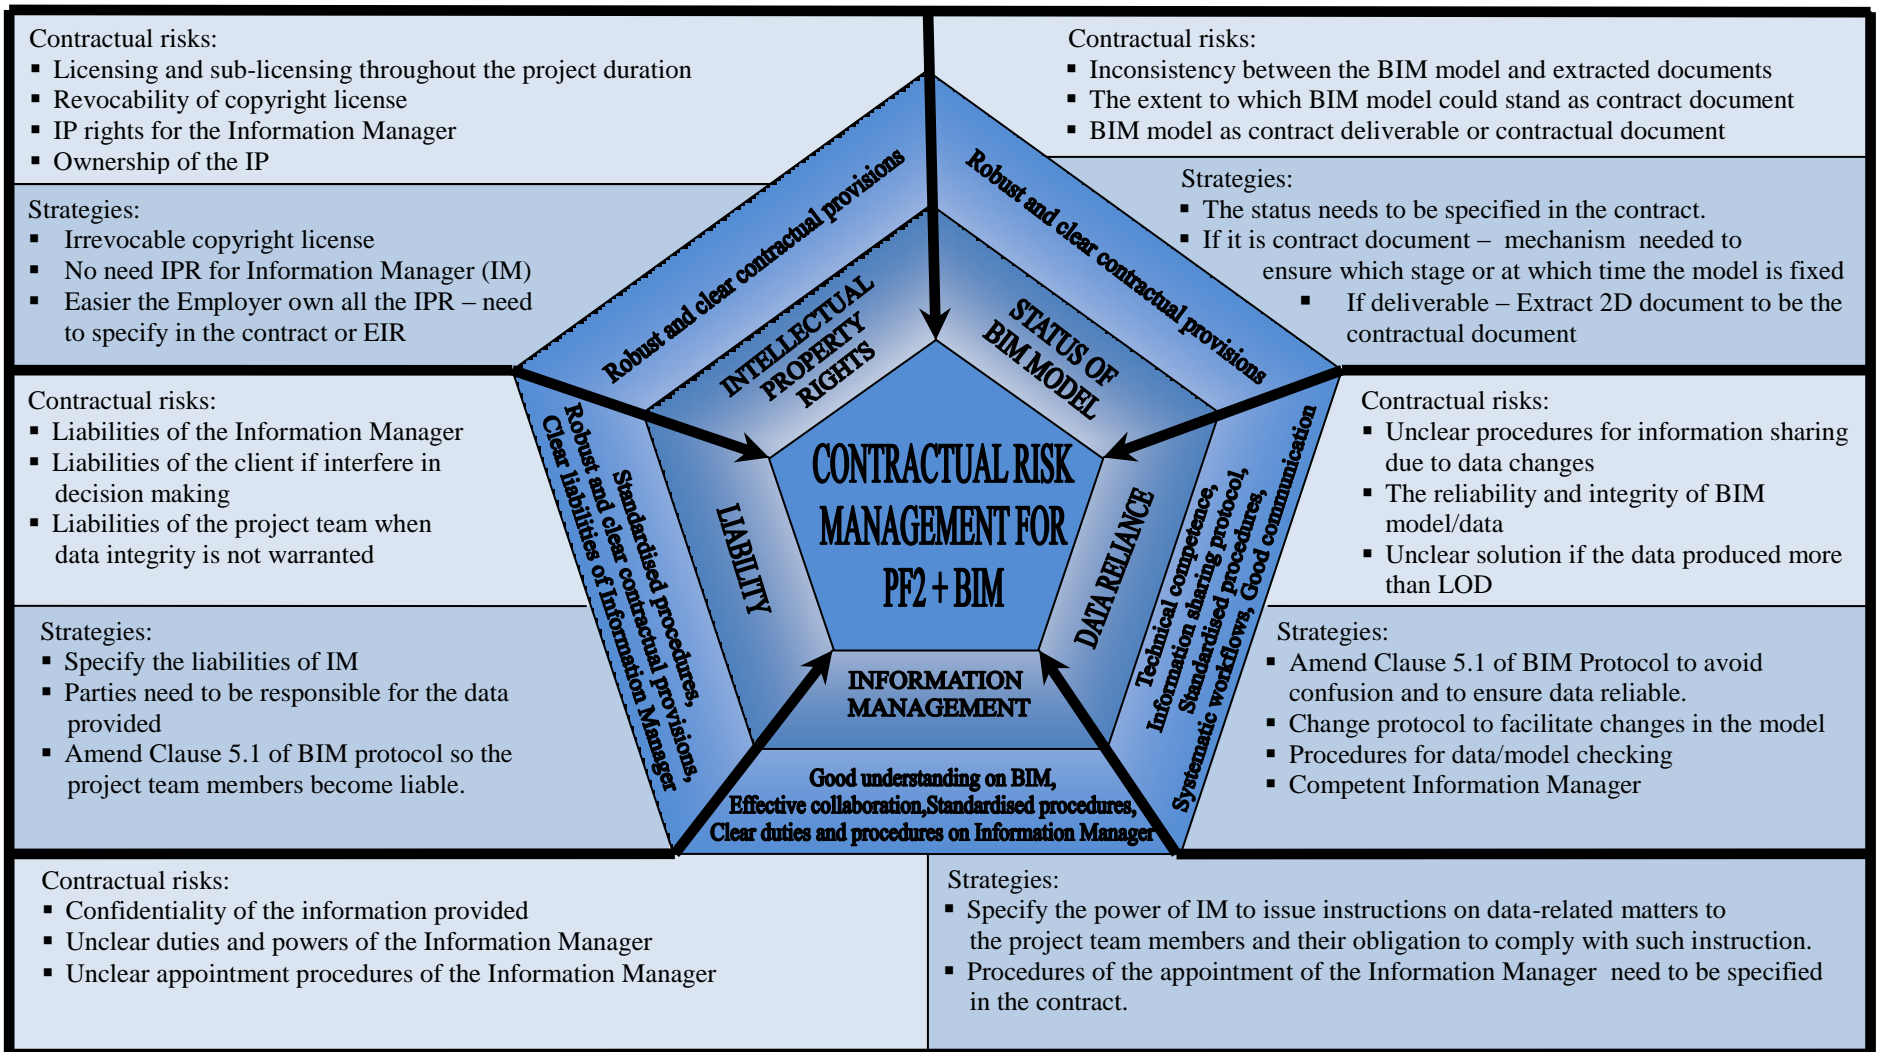 Contractual risks:
▪ Licensing and sub-licensing throughout the project duration
▪ Revocability of copyright license
▪ IP rights for the Information Manager
▪ Ownership of the IP
Strategies:
▪ Irrevocable copyright license
▪ No need IPR for Information Manager (IM)
▪ Easier the Employer own all the IPR – need
to specify in the contract or EIR
Contractual risks:
▪ Inconsistency between the BIM model and extracted documents
▪ The extent to which BIM model could stand as contract document
▪ BIM model as contract deliverable or contractual document
Strategies:
▪ The status needs to be specified in the contract.
▪ If it is contract document – mechanism needed to
ensure which stage or at which time the model is fixed
▪ If deliverable – Extract 2D document to be the
contractual document
Robust and clear contractual provisions
Robust and clear contractual provisions
INTELLECTUAL
PROPERTY
RIGHTS
STATUS OF
BIM MODEL
Contractual risks:
▪ Liabilities of the Information Manager
▪ Liabilities of the client if interfere in
decision making
▪ Liabilities of the project team when
data integrity is not warranted
Strategies:
▪ Specify the liabilities of IM
▪ Parties need to be responsible for the data
provided
▪ Amend Clause 5.1 of BIM protocol so the
project team members become liable.
Standardised procedures,
Robust and clear contractual provisions,
Clear liabilities of Information Manager
LIABILITY
CONTRACTUAL RISK
MANAGEMENT FOR
PF2 + BIM
DATA RELIANCE
Technical competence,
Information sharing protocol,
Standardised procedures,
Systematic workflows, Good communication
Contractual risks:
▪ Unclear procedures for information sharing
due to data changes
▪ The reliability and integrity of BIM
model/data
▪ Unclear solution if the data produced more
than LOD
Strategies:
▪ Amend Clause 5.1 of BIM Protocol to avoid
confusion and to ensure data reliable.
▪ Change protocol to facilitate changes in the model
▪ Procedures for data/model checking
▪ Competent Information Manager
INFORMATION
MANAGEMENT
Good understanding on BIM,
Effective collaboration,Standardised procedures,
Clear duties and procedures on Information Manager
Contractual risks:
▪ Confidentiality of the information provided
▪ Unclear duties and powers of the Information Manager
▪ Unclear appointment procedures of the Information Manager
Strategies:
▪ Specify the power of IM to issue instructions on data-related matters to
the project team members and their obligation to comply with such instruction.
▪ Procedures of the appointment of the Information Manager need to be specified
in the contract.